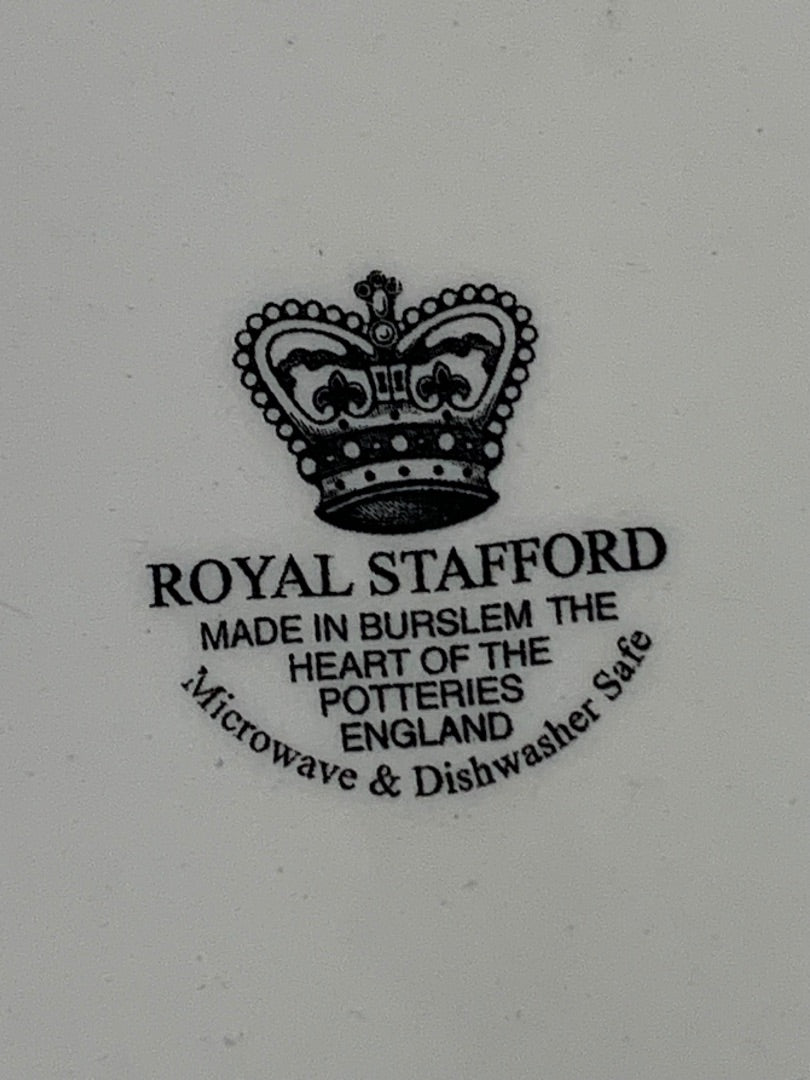 ROYAL STAFFORD
MADE IN BURSLEM THE
HEART OF THE
POTTERIES
ENGLAND
Microwave & Dishwasher Safe